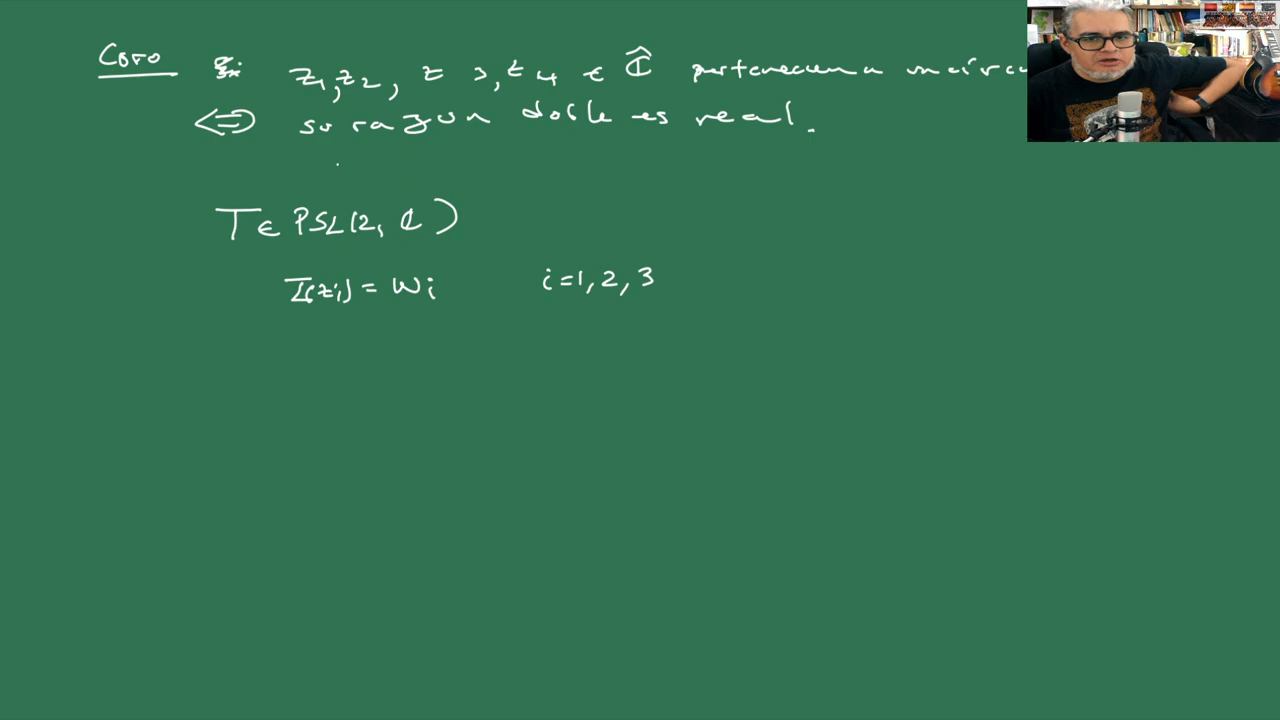 Coro z₁, z₂, z₃, z₄ ∈ Ĉ pertenecen a un círcu
⟺ su razón doble es real.
T ∈ PSL(2, ℂ)
T(zᵢ) = wᵢ i=1, 2, 3